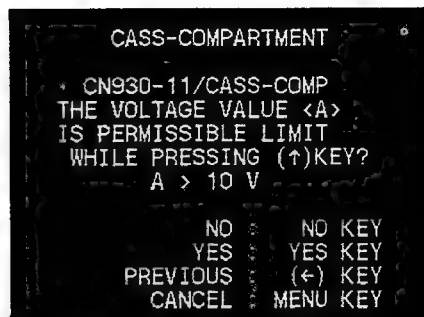 CASS-COMPARTMENT
* CN930-11/CASS-COMP
THE VOLTAGE VALUE <A>
IS PERMISSIBLE LIMIT
WHILE PRESSING (↑)KEY?
A > 10 V
NO : NO KEY
YES : YES KEY
PREVIOUS : (←) KEY
CANCEL : MENU KEY